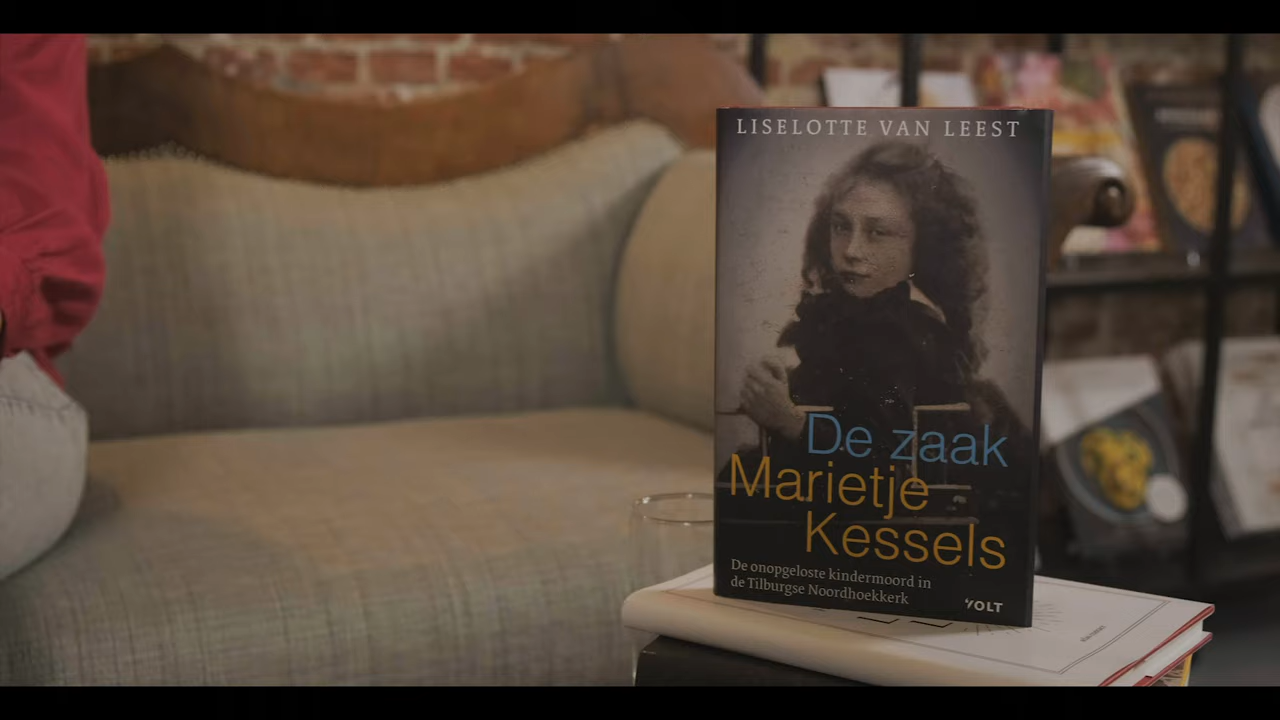 LISELOTTE VAN LEEST
De zaak
Marietje
Kessels
De onopgeloste kindermoord in
de Tilburgse Noordhoekkerk
VOLT